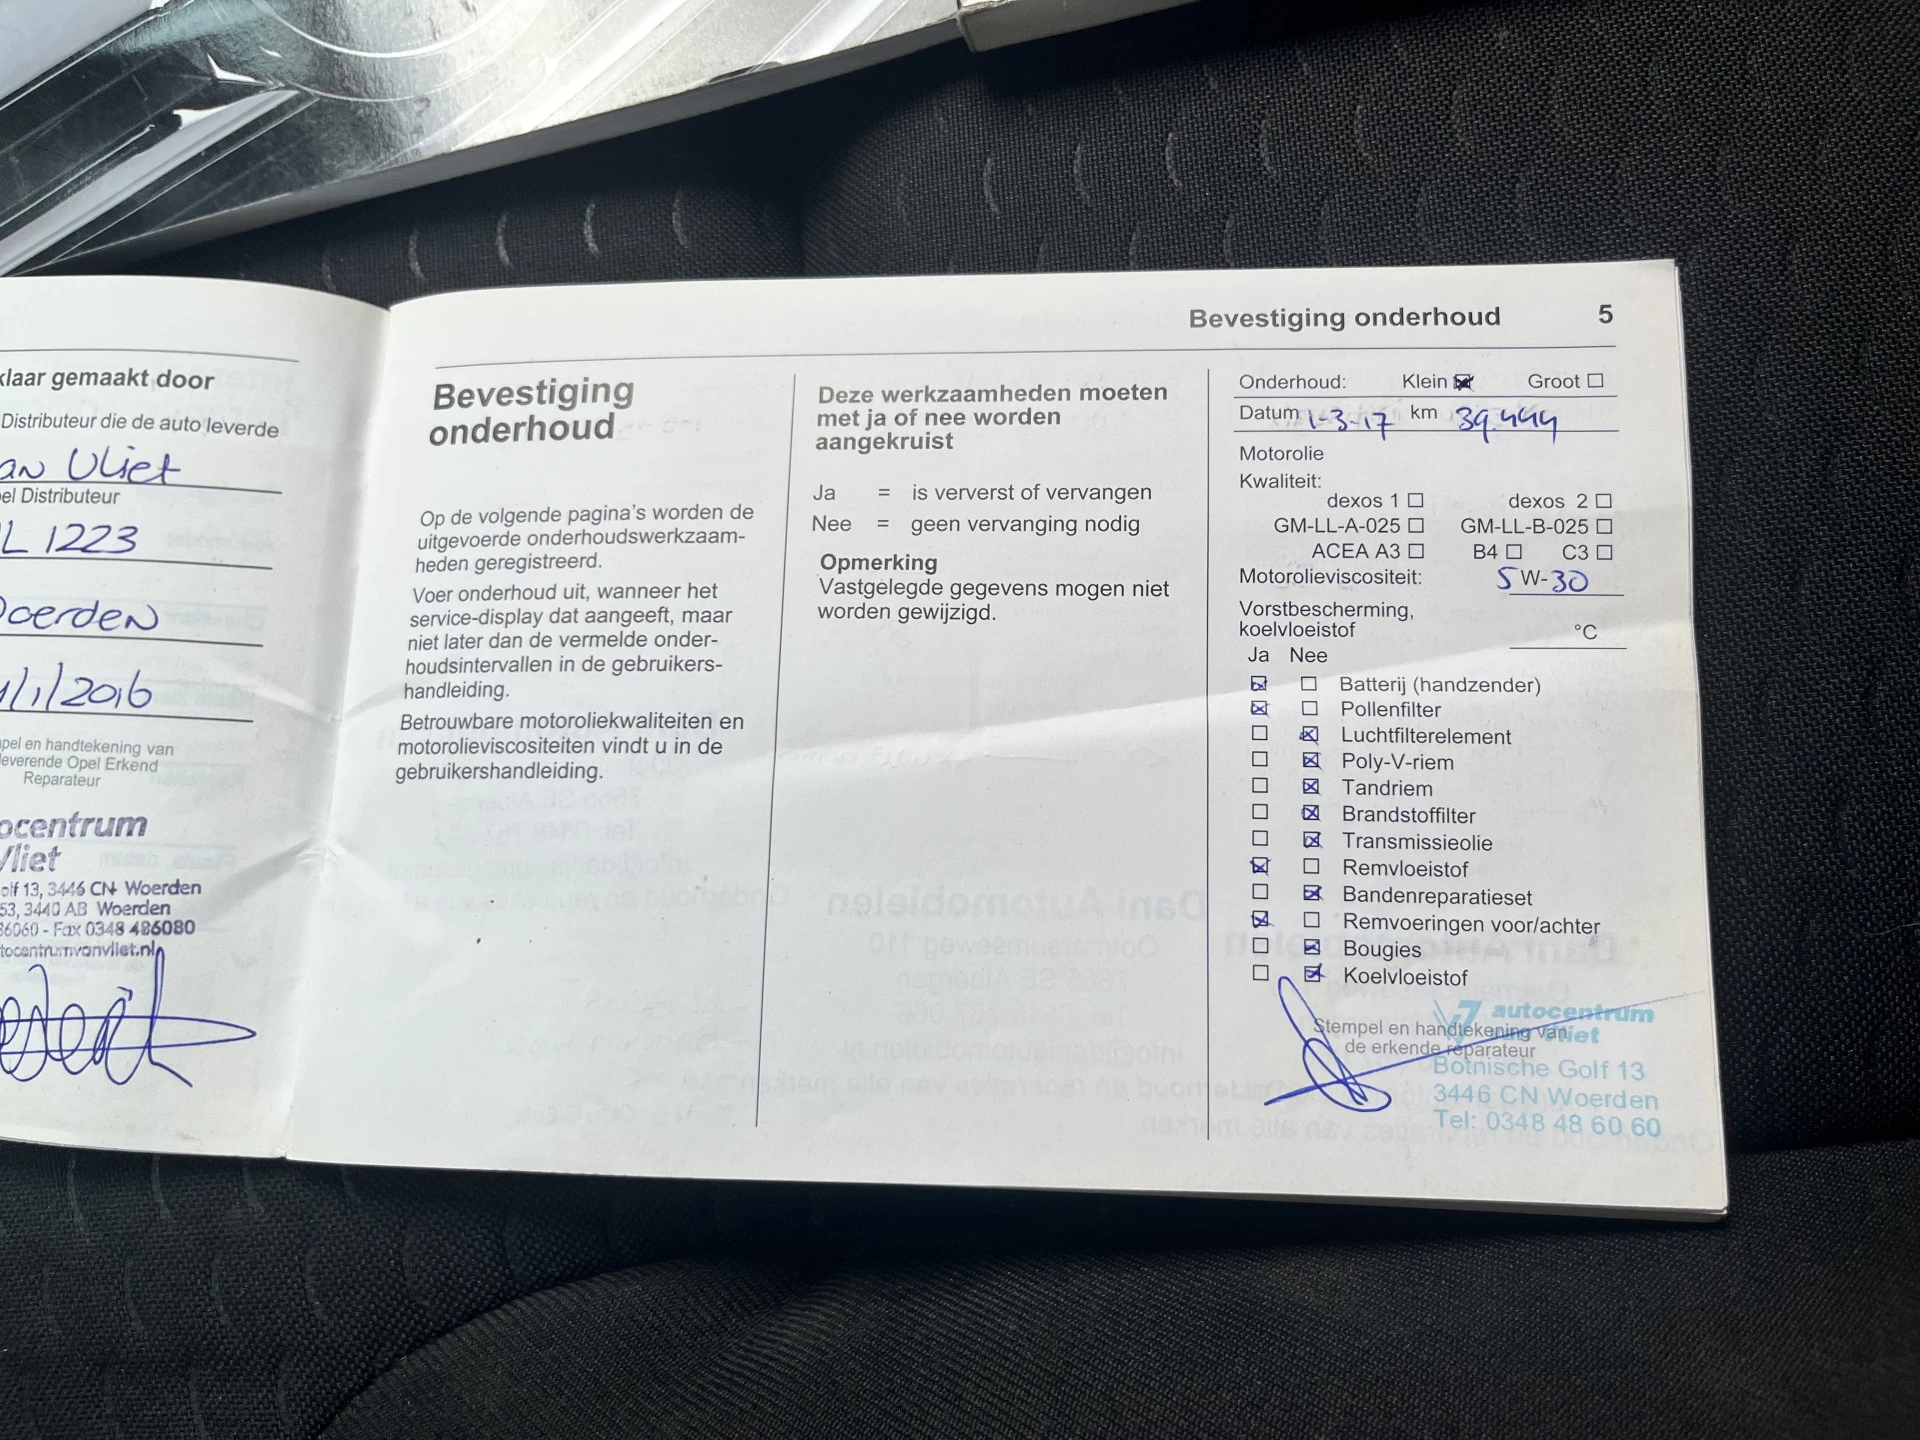 klaar gemaakt door
Distributeur die de auto leverde
an Vliet
el Distributeur
L 1223
oerden
/1/2016
pel en handtekening van
everende Opel Erkend
Reparateur
ocentrum
Vliet
olf 13, 3446 CN Woerden
53, 3440 AB Woerden
86060 - Fax 0348 486080
tocentrumvanvliet.nl
Bevestiging onderhoud 5
Bevestiging
onderhoud
Op de volgende pagina's worden de
uitgevoerde onderhoudswerkzaam-
heden geregistreerd.
Voer onderhoud uit, wanneer het
service-display dat aangeeft, maar
niet later dan de vermelde onder-
houdsintervallen in de gebruikers-
handleiding.
Betrouwbare motoroliekwaliteiten en
motorolieviscositeiten vindt u in de
gebruikershandleiding.
Deze werkzaamheden moeten
met ja of nee worden
aangekruist
Ja = is ververst of vervangen
Nee = geen vervanging nodig
Opmerking
Vastgelegde gegevens mogen niet
worden gewijzigd.
Onderhoud: Klein Groot
Datum 1-3-17 km 39.444
Motorolie
Kwaliteit:
dexos 1 dexos 2
GM-LL-A-025 GM-LL-B-025
ACEA A3 B4 C3
Motorolieviscositeit: 5 W-30
Vorstbescherming,
koelvloeistof °C
Ja Nee
Batterij (handzender)
Pollenfilter
Luchtfilterelement
Poly-V-riem
Tandriem
Brandstoffilter
Transmissieolie
Remvloeistof
Bandenreparatieset
Remvoeringen voor/achter
Bougies
Koelvloeistof
autocentrum
Stempel en handtekening van
vliet
de erkende reparateur
Botnische Golf 13
3446 CN Woerden
Tel: 0348 48 60 60